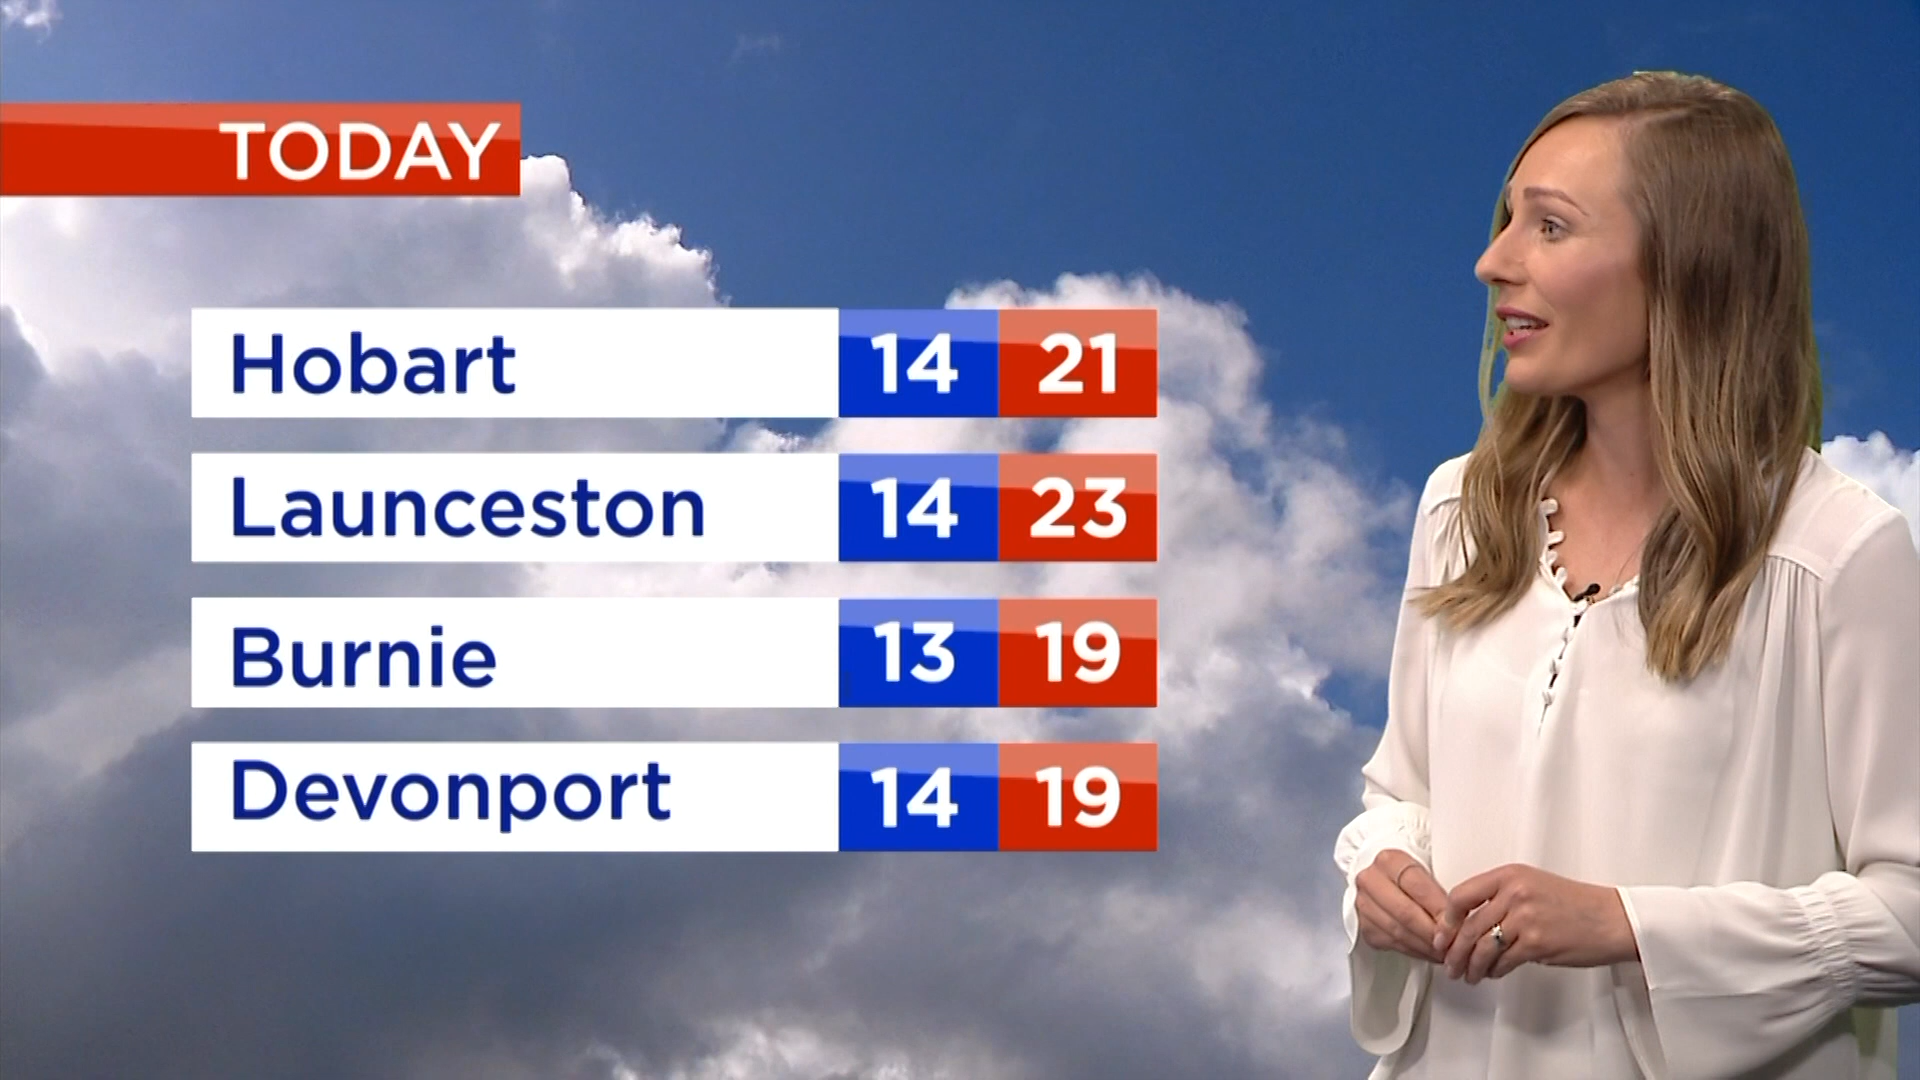 TODAY
Hobart 14 21
Launceston 14 23
Burnie 13 19
Devonport 14 19